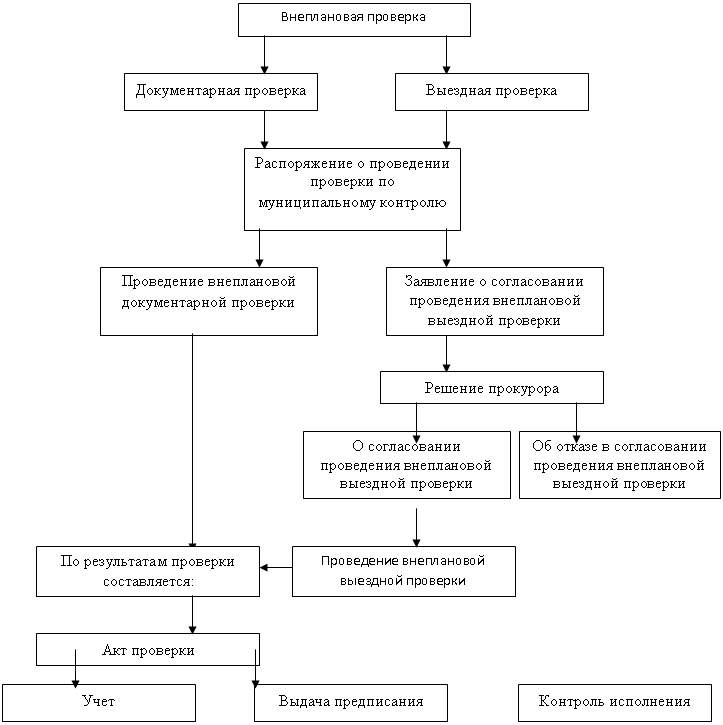 Внеплановая проверка
Документарная проверка
Выездная проверка
Распоряжение о проведении
проверки по
муниципальному контролю
Проведение внеплановой
документарной проверки
Заявление о согласовании
проведения внеплановой
выездной проверки
Решение прокурора
О согласовании
проведения внеплановой
выездной проверки
Об отказе в согласовании
проведения внеплановой
выездной проверки
По результатам проверки
составляется:
Проведение внеплановой
выездной проверки
Акт проверки
Учет
Выдача предписания
Контроль исполнения